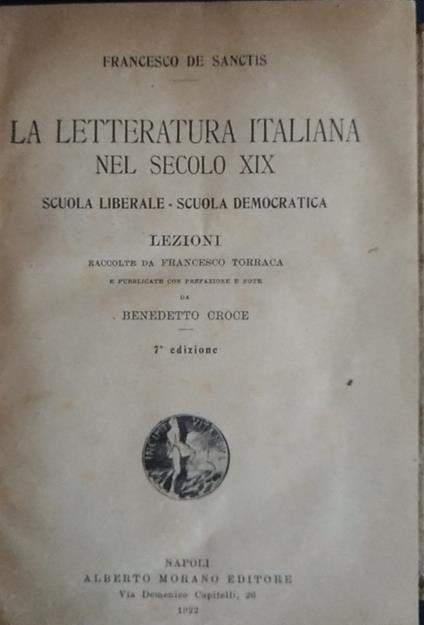 FRANCESCO DE SANCTIS
LA LETTERATURA ITALIANA
NEL SECOLO XIX
SCUOLA LIBERALE - SCUOLA DEMOCRATICA
LEZIONI
RACCOLTE DA FRANCESCO TORRACA
E PUBBLICATE CON PREFAZIONE E NOTE
DA
BENEDETTO CROCE
7ª edizione
NAPOLI
ALBERTO MORANO EDITORE
Via Domenico Capitelli, 26
1922